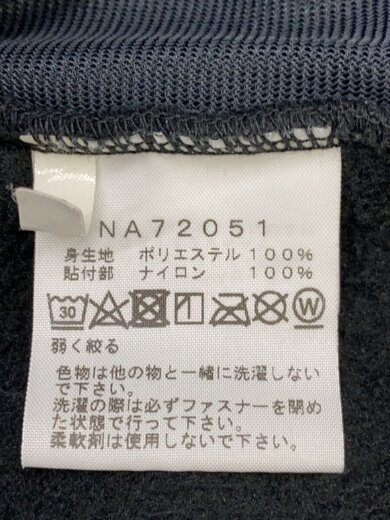 NA72051
身生地 ポリエステル 100%
貼付部 ナイロン 100%
30 W
弱く絞る
色物は他の物と一緒に洗濯しない
で下さい。
洗濯の際は必ずファスナーを閉め
た状態で行って下さい。
柔軟剤は使用しないで下さい。